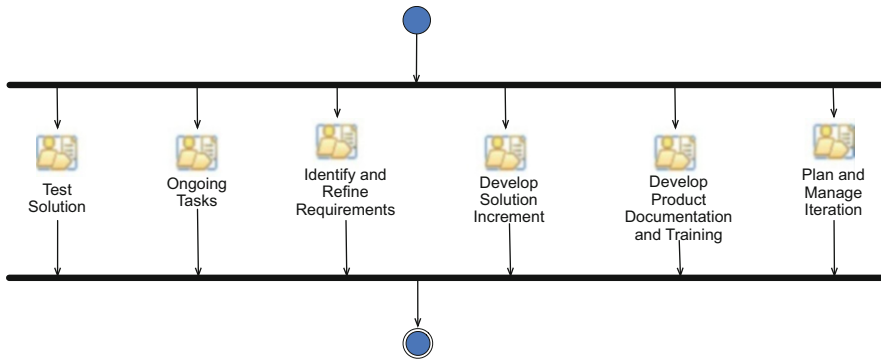 Test
Solution
Ongoing
Tasks
Identify and
Refine
Requirements
Develop
Solution
Increment
Develop
Product
Documentation
and Training
Plan and
Manage
Iteration